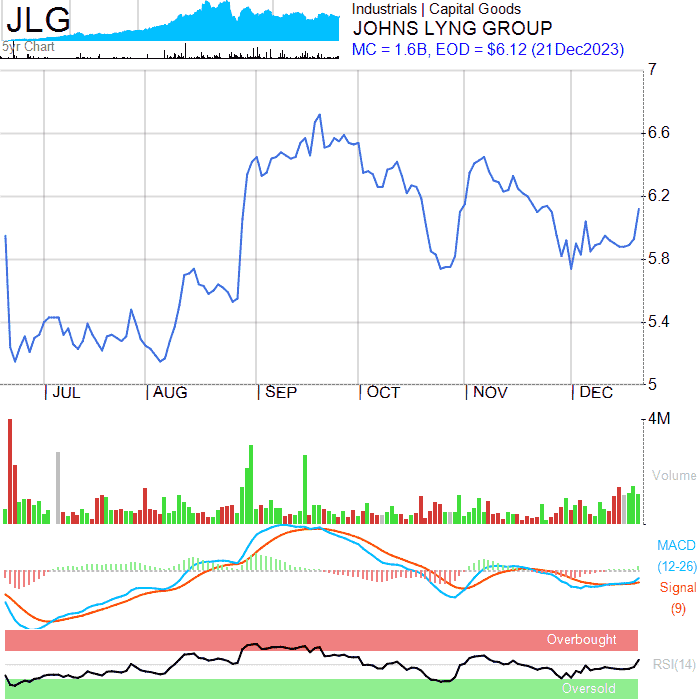 JLG
5yr Chart
Industrials | Capital Goods
JOHNS LYNG GROUP
MC = 1.6B, EOD = $6.12 (21Dec2023)
7
6.6
6.2
5.8
5.4
5
| JUL | AUG | SEP | OCT | NOV | DEC
4M
Volume
MACD
(12-26)
Signal
(9)
Overbought
RSI(14)
Oversold